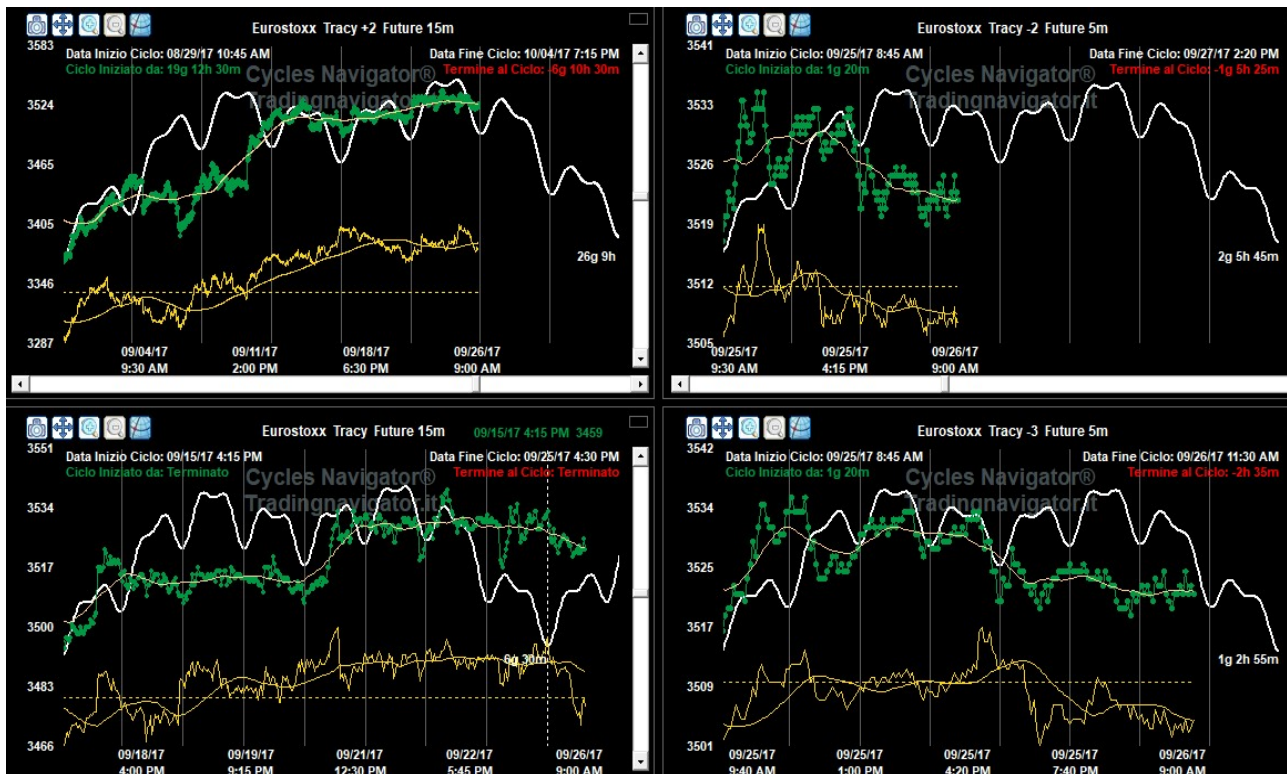 Eurostoxx Tracy +2 Future 15m
3583
Data Inizio Ciclo: 08/29/17 10:45 AM
Data Fine Ciclo: 10/04/17 7:15 PM
Ciclo Iniziato da: 19g 12h 30m
Termine al Ciclo: -6g 10h 30m
Cycles Navigator®
Tradingnavigator.it
3524
3465
3405
26g 9h
3346
3287
09/04/17
09/11/17
09/18/17
09/26/17
9:30 AM
2:00 PM
6:30 PM
9:00 AM
Eurostoxx Tracy -2 Future 5m
3541
Data Inizio Ciclo: 09/25/17 8:45 AM
Data Fine Ciclo: 09/27/17 2:20 PM
Ciclo Iniziato da: 1g 20m
Termine al Ciclo: -1g 5h 25m
Cycles Navigator®
Tradingnavigator.it
3533
3526
3519
2g 5h 45m
3512
3505
09/25/17
09/25/17
09/26/17
9:30 AM
4:15 PM
9:00 AM
Eurostoxx Tracy Future 15m
09/15/17 4:15 PM 3459
3551
Data Inizio Ciclo: 09/15/17 4:15 PM
Data Fine Ciclo: 09/25/17 4:30 PM
Ciclo Iniziato da: Terminato
Termine al Ciclo: Terminato
Cycles Navigator®
Tradingnavigator.it
3534
3517
3500
6g 30m
3483
3466
09/18/17
09/19/17
09/21/17
09/22/17
09/26/17
4:00 PM
9:15 PM
12:30 PM
5:45 PM
9:00 AM
Eurostoxx Tracy -3 Future 5m
3542
Data Inizio Ciclo: 09/25/17 8:45 AM
Data Fine Ciclo: 09/26/17 11:30 AM
Ciclo Iniziato da: 1g 20m
Termine al Ciclo: -2h 35m
Cycles Navigator®
Tradingnavigator.it
3534
3525
3517
1g 2h 55m
3509
3501
09/25/17
09/25/17
09/25/17
09/25/17
09/26/17
9:40 AM
1:00 PM
4:20 PM
7:40 PM
9:00 AM